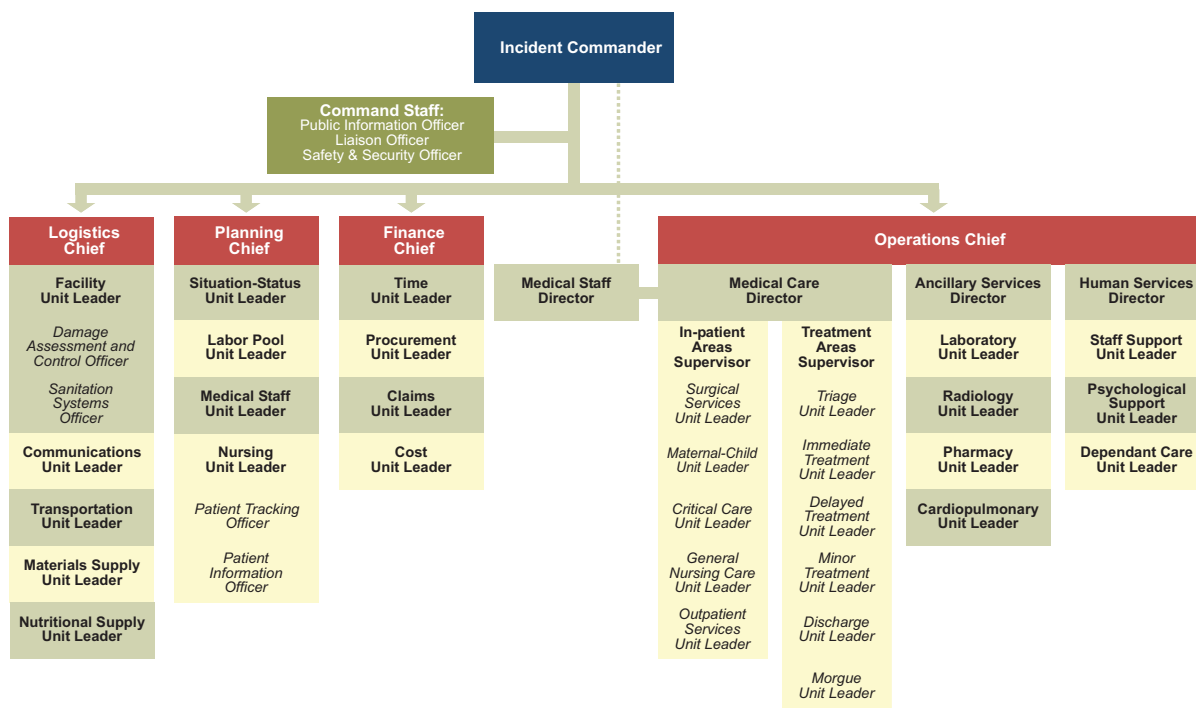 Incident Commander
Command Staff:
Public Information Officer
Liaison Officer
Safety & Security Officer
Logistics
Chief
Facility
Unit Leader
Damage
Assessment and
Control Officer
Sanitation
Systems
Officer
Communications
Unit Leader
Transportation
Unit Leader
Materials Supply
Unit Leader
Nutritional Supply
Unit Leader
Planning
Chief
Situation-Status
Unit Leader
Labor Pool
Unit Leader
Medical Staff
Unit Leader
Nursing
Unit Leader
Patient Tracking
Officer
Patient
Information
Officer
Finance
Chief
Time
Unit Leader
Procurement
Unit Leader
Claims
Unit Leader
Cost
Unit Leader
Medical Staff
Director
Operations Chief
Medical Care
Director
In-patient
Areas
Supervisor
Surgical
Services
Unit Leader
Maternal-Child
Unit Leader
Critical Care
Unit Leader
General
Nursing Care
Unit Leader
Outpatient
Services
Unit Leader
Treatment
Areas
Supervisor
Triage
Unit Leader
Immediate
Treatment
Unit Leader
Delayed
Treatment
Unit Leader
Minor
Treatment
Unit Leader
Discharge
Unit Leader
Morgue
Unit Leader
Ancillary Services
Director
Laboratory
Unit Leader
Radiology
Unit Leader
Pharmacy
Unit Leader
Cardiopulmonary
Unit Leader
Human Services
Director
Staff Support
Unit Leader
Psychological
Support
Unit Leader
Dependant Care
Unit Leader